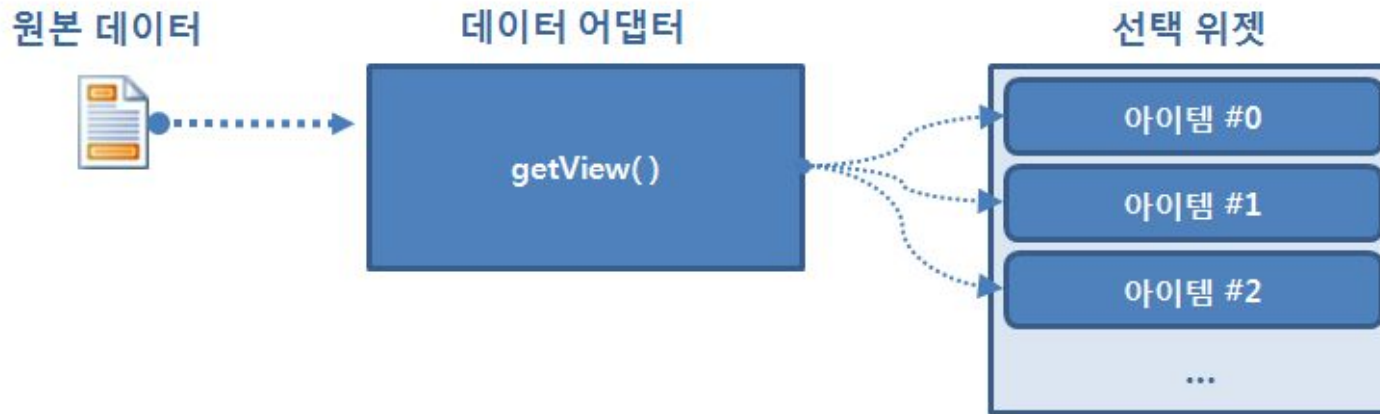 원본 데이터
데이터 어댑터
선택 위젯
getView( )
아이템 #0
아이템 #1
아이템 #2
...